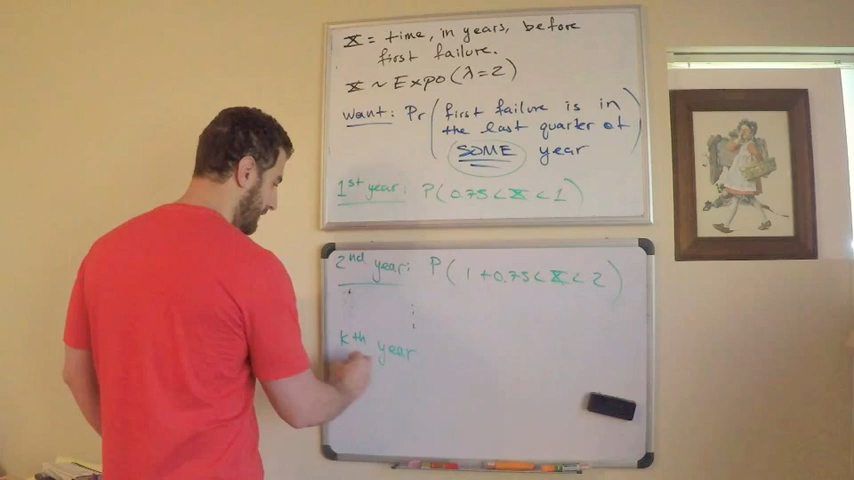 X = time, in years, before
first failure.
X ~ Expo(λ=2)
Want: Pr(first failure is in
the last quarter of
SOME year)
1st year: P(0.75 < X < 1)
2nd year: P(1+0.75 < X < 2)
⋮
kth year